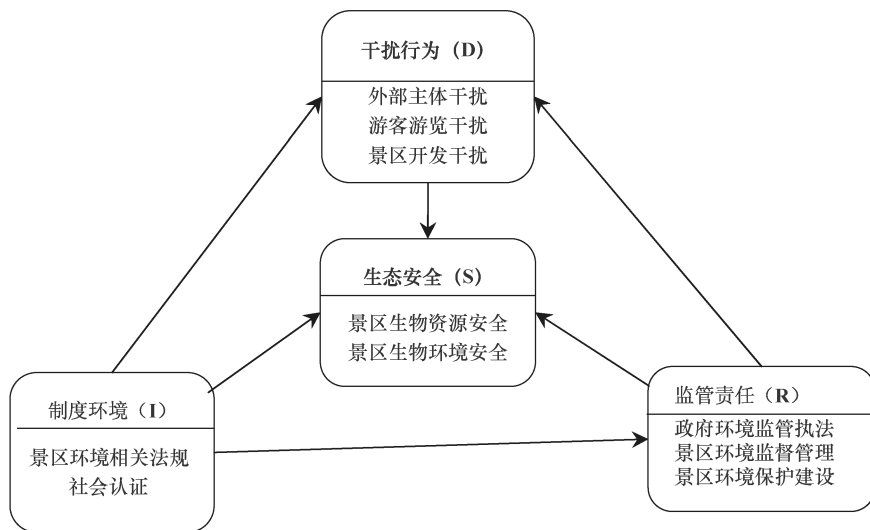 干扰行为（D）
外部主体干扰
游客游览干扰
景区开发干扰
生态安全（S）
景区生物资源安全
景区生物环境安全
制度环境（I）
景区环境相关法规
社会认证
监管责任（R）
政府环境监管执法
景区环境监督管理
景区环境保护建设